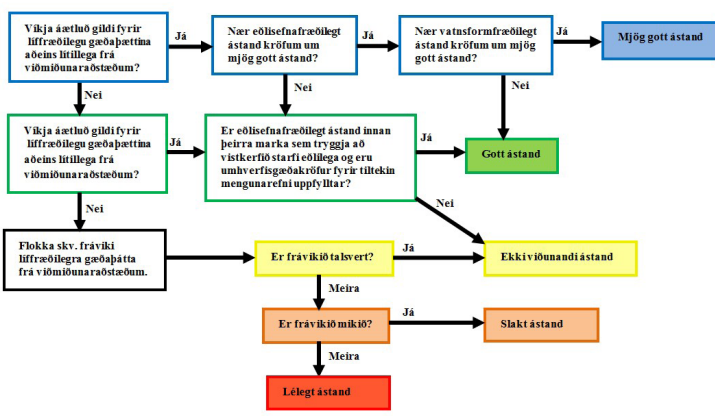 Víkja áætluð gildi fyrir
líffræðilegu gæðaþættina
aðeins lítillega frá
viðmiðunaraðstæðum?
Já
Nær eðlisefnafræðilegt
ástand kröfum um
mjög gott ástand?
Já
Nær vatnsformfræðilegt
ástand kröfum um mjög
gott ástand?
Já
Mjög gott ástand
Nei
Nei
Nei
Víkja áætluð gildi fyrir
líffræðilegu gæðaþættina
aðeins lítillega frá
viðmiðunaraðstæðum?
Já
Er eðlisefnafræðilegt ástand innan
þeirra marka sem tryggja að
vistkerfið starfi eðlilega og eru
umhverfisgæðakröfur fyrir tiltekin
mengunarefni uppfylltar?
Já
Gott ástand
Nei
Nei
Flokka skv. fráviki
líffræðilegra gæðaþátta
frá viðmiðunaraðstæðum.
Er frávikið talsvert?
Já
Ekki viðunandi ástand
Meira
Er frávikið mikið?
Já
Slakt ástand
Meira
Lélegt ástand